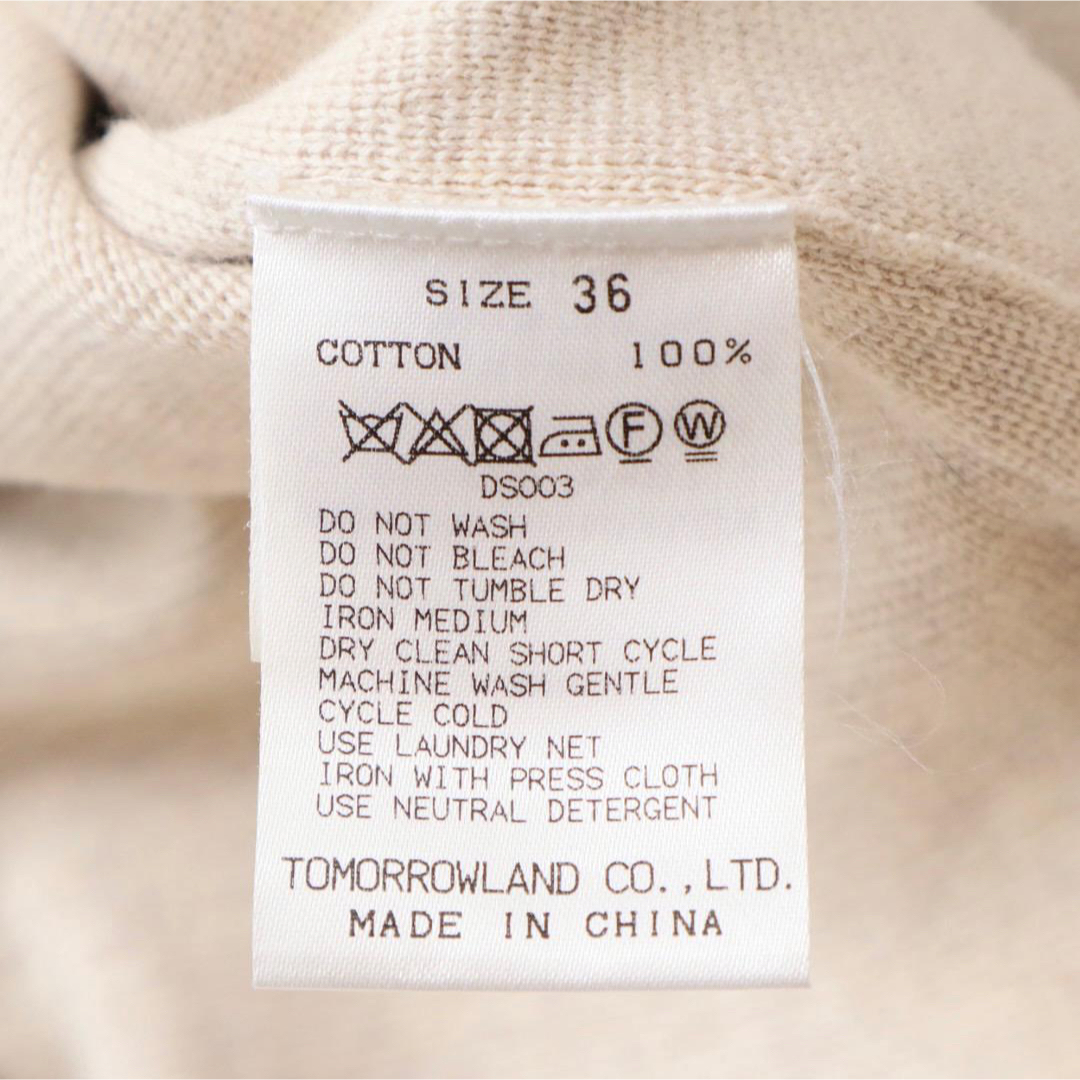 SIZE 36
COTTON 100%
F W
DS003
DO NOT WASH
DO NOT BLEACH
DO NOT TUMBLE DRY
IRON MEDIUM
DRY CLEAN SHORT CYCLE
MACHINE WASH GENTLE
CYCLE COLD
USE LAUNDRY NET
IRON WITH PRESS CLOTH
USE NEUTRAL DETERGENT
TOMORROWLAND CO.,LTD.
MADE IN CHINA